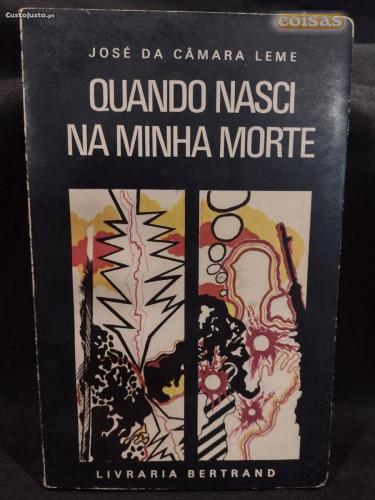 CustoJusto.pt
coisas
JOSÉ DA CÂMARA LEME
QUANDO NASCI
NA MINHA MORTE
LIVRARIA BERTRAND